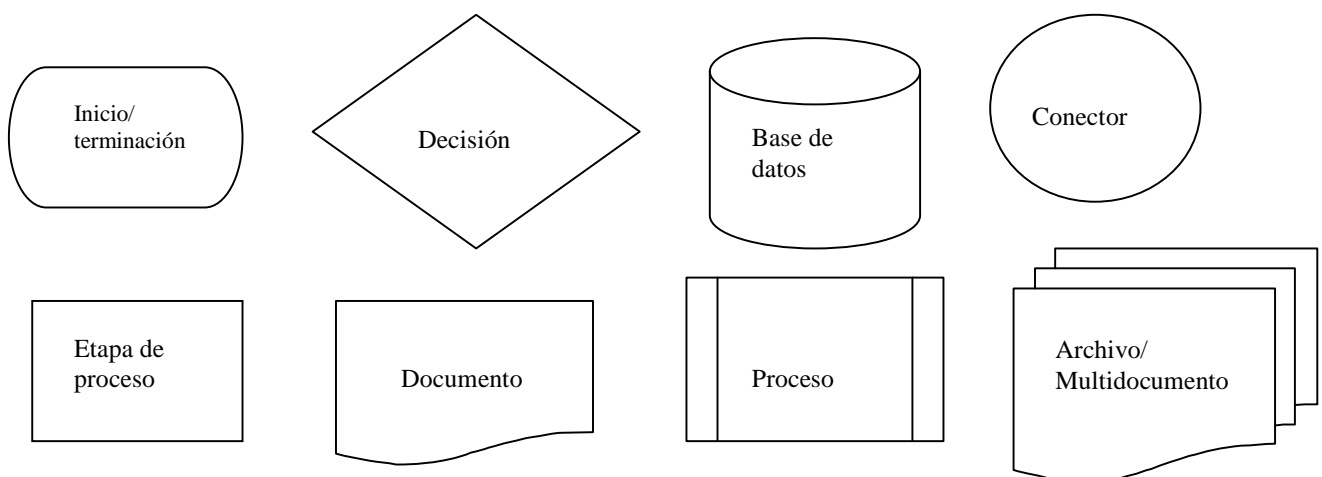 Inicio/
terminación
Decisión
Base de
datos
Conector
Etapa de
proceso
Documento
Proceso
Archivo/
Multidocumento